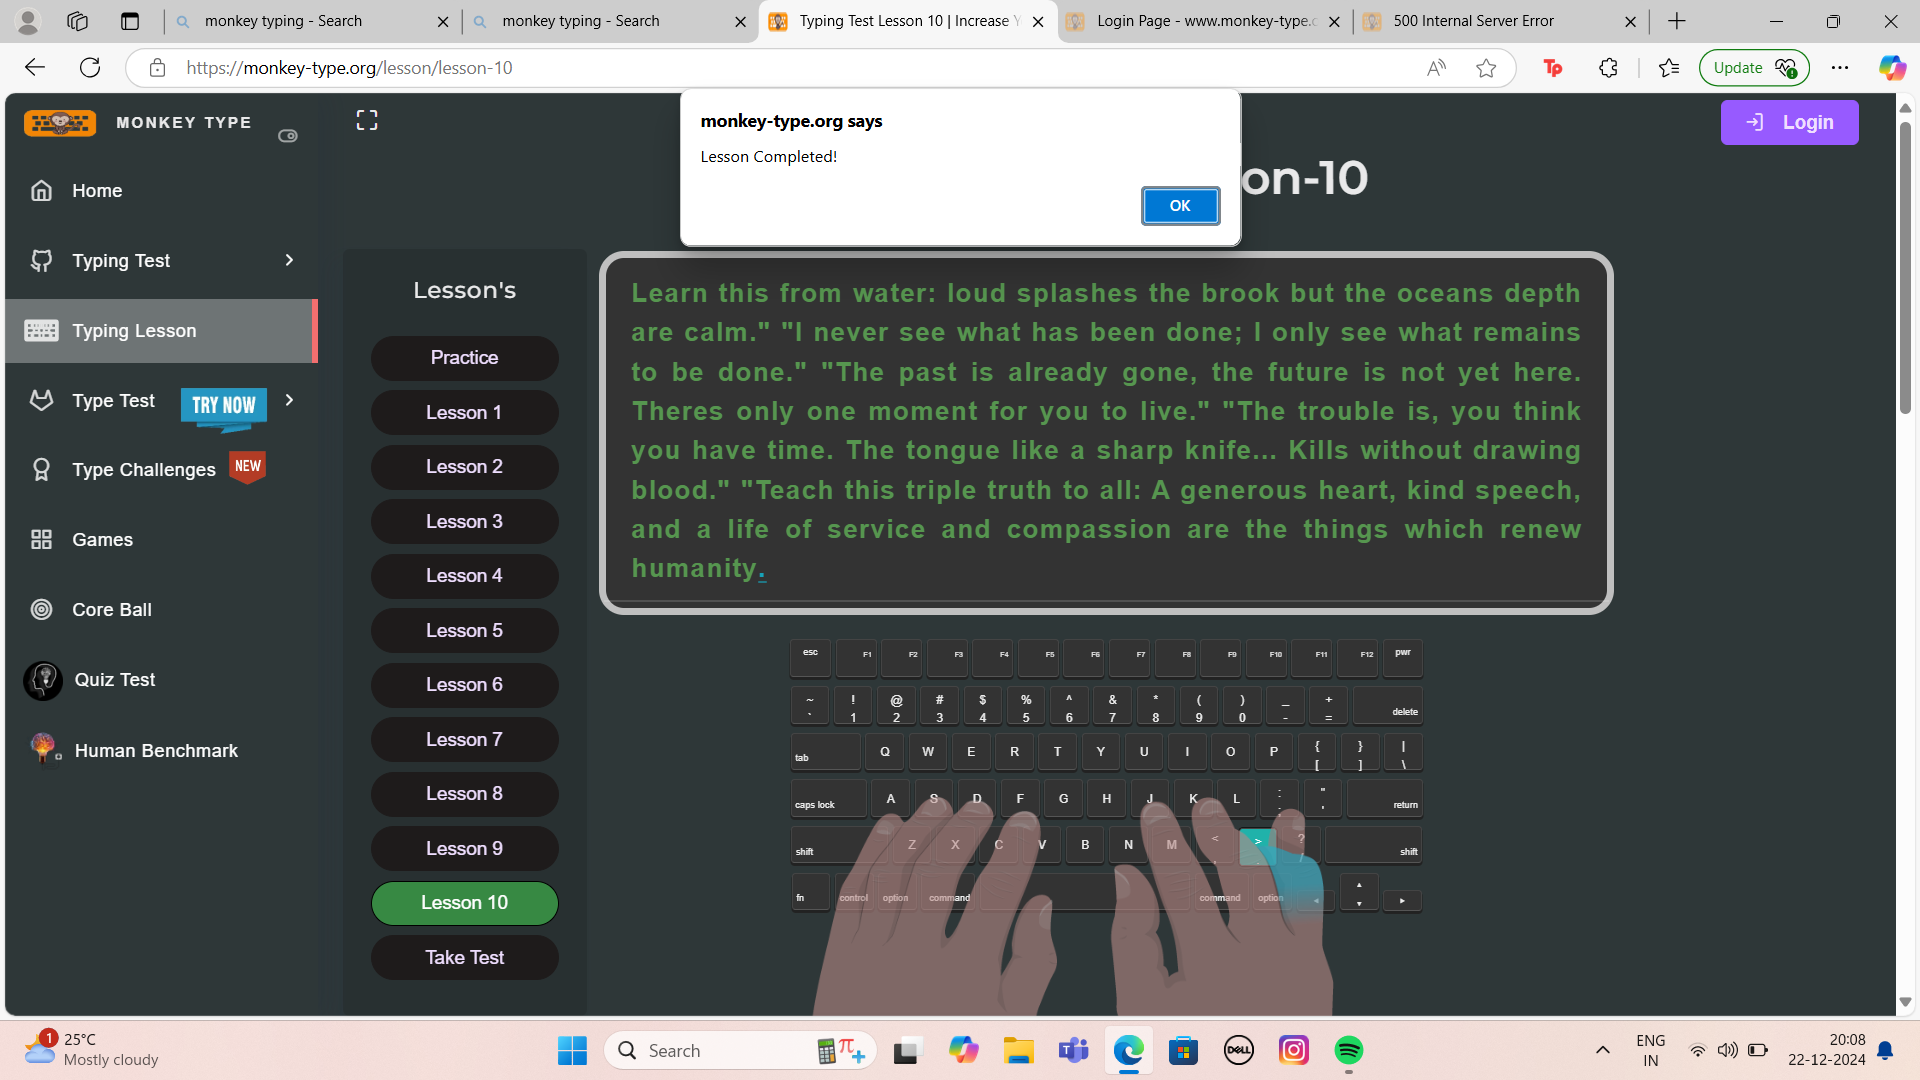 monkey typing - Search
monkey typing - Search
Typing Test Lesson 10 | Increase Y
Login Page - www.monkey-type.o
500 Internal Server Error
https://monkey-type.org/lesson/lesson-10
Update
MONKEY TYPE
Login
monkey-type.org says
Lesson Completed!
OK
on-10
Home
Typing Test
Typing Lesson
Type Test
TRY NOW
Type Challenges
NEW
Games
Core Ball
Quiz Test
Human Benchmark
Lesson's
Practice
Lesson 1
Lesson 2
Lesson 3
Lesson 4
Lesson 5
Lesson 6
Lesson 7
Lesson 8
Lesson 9
Lesson 10
Take Test
Learn this from water: loud splashes the brook but the oceans depth
are calm." "I never see what has been done; I only see what remains
to be done." "The past is already gone, the future is not yet here.
Theres only one moment for you to live." "The trouble is, you think
you have time. The tongue like a sharp knife... Kills without drawing
blood." "Teach this triple truth to all: A generous heart, kind speech,
and a life of service and compassion are the things which renew
humanity.
esc F1 F2 F3 F4 F5 F6 F7 F8 F9 F10 F11 F12 pwr
~ ! @ # $ % ^ & * ( ) _ +
` 1 2 3 4 5 6 7 8 9 0 - = delete
tab Q W E R T Y U I O P { } |
[ ] \
caps lock A S D F G H J K L : "
; ' return
shift Z X C V B N M < > ?
, . / shift
fn control option command command option ◂ ▴ ▾ ▸
1
25°C
Mostly cloudy
Search
DELL
ENG
IN
20:08
22-12-2024